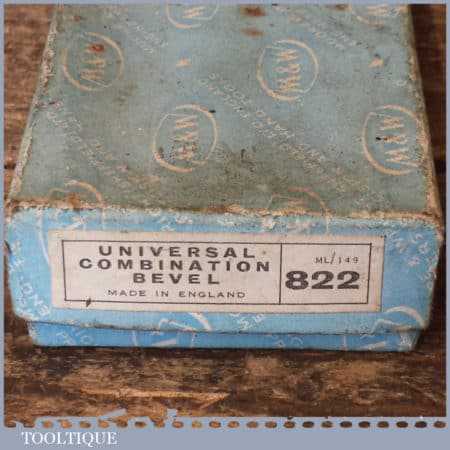 UNIVERSAL
COMBINATION
BEVEL
MADE IN ENGLAND
ML/149
822
TOOLTIQUE